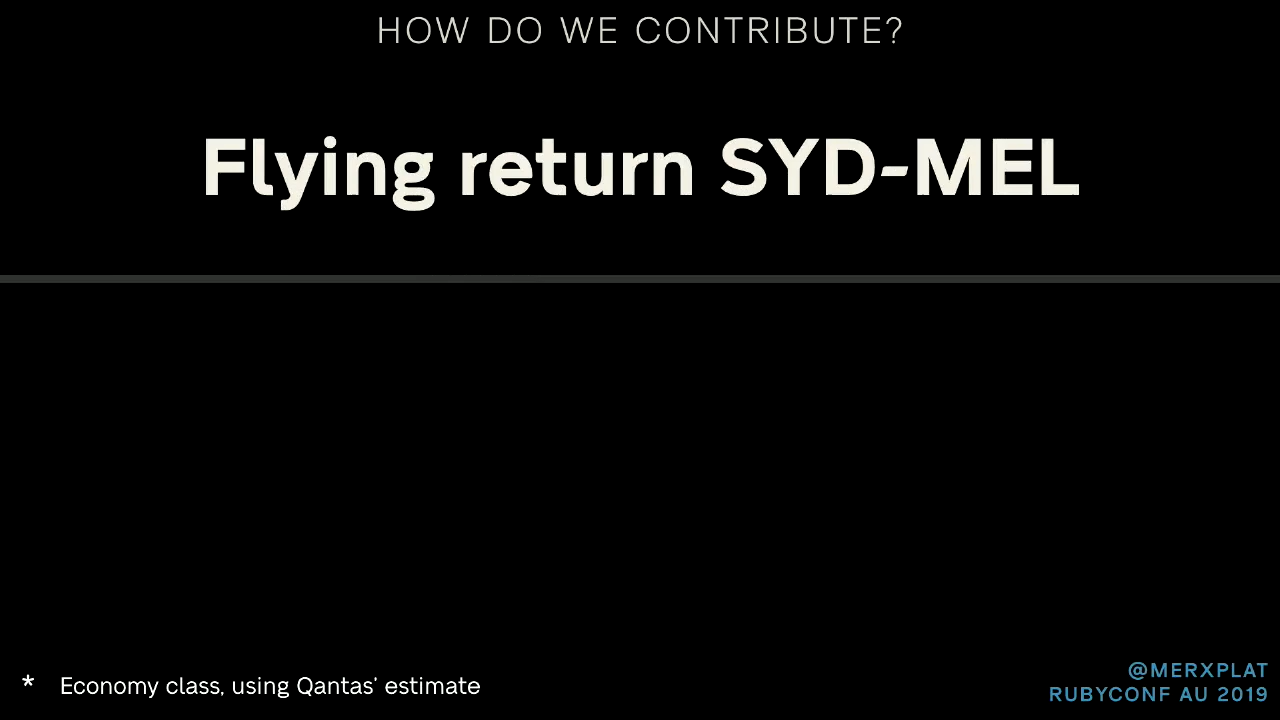 HOW DO WE CONTRIBUTE?
Flying return SYD-MEL
* Economy class, using Qantas' estimate
@MERXPLAT
RUBYCONF AU 2019